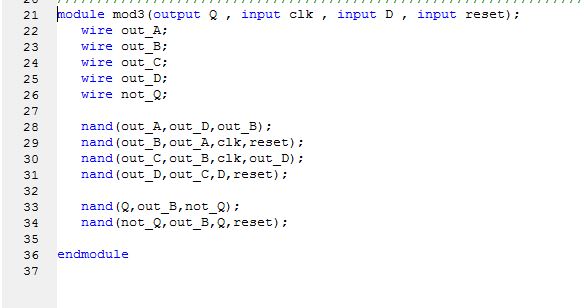 20 ////////////////////////////////////////////////////////////////
21 module mod3(output Q , input clk , input D , input reset);
22 wire out_A;
23 wire out_B;
24 wire out_C;
25 wire out_D;
26 wire not_Q;
27
28 nand(out_A,out_D,out_B);
29 nand(out_B,out_A,clk,reset);
30 nand(out_C,out_B,clk,out_D);
31 nand(out_D,out_C,D,reset);
32
33 nand(Q,out_B,not_Q);
34 nand(not_Q,out_B,Q,reset);
35
36 endmodule
37